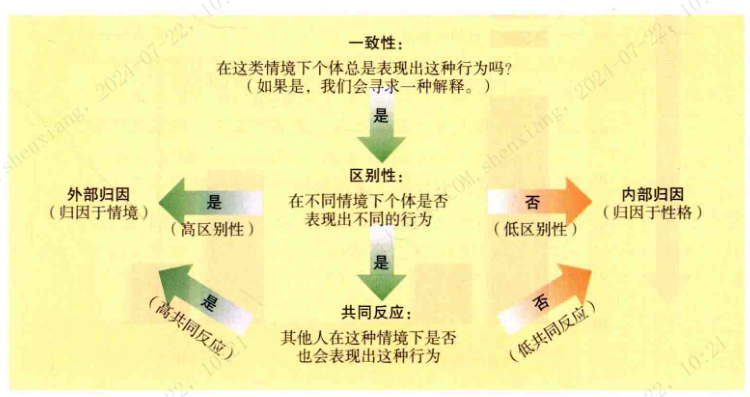 一致性：
在这类情境下个体总是表现出这种行为吗？
（如果是，我们会寻求一种解释。）
是
区别性：
在不同情境下个体是否
表现出不同的行为
外部归因
（归因于情境）
是
（高区别性）
否
（低区别性）
内部归因
（归因于性格）
是
共同反应：
其他人在这种情境下是否
也会表现出这种行为
是
（高共同反应）
否
（低共同反应）
shenxiang, 2024-07-22, 10:21